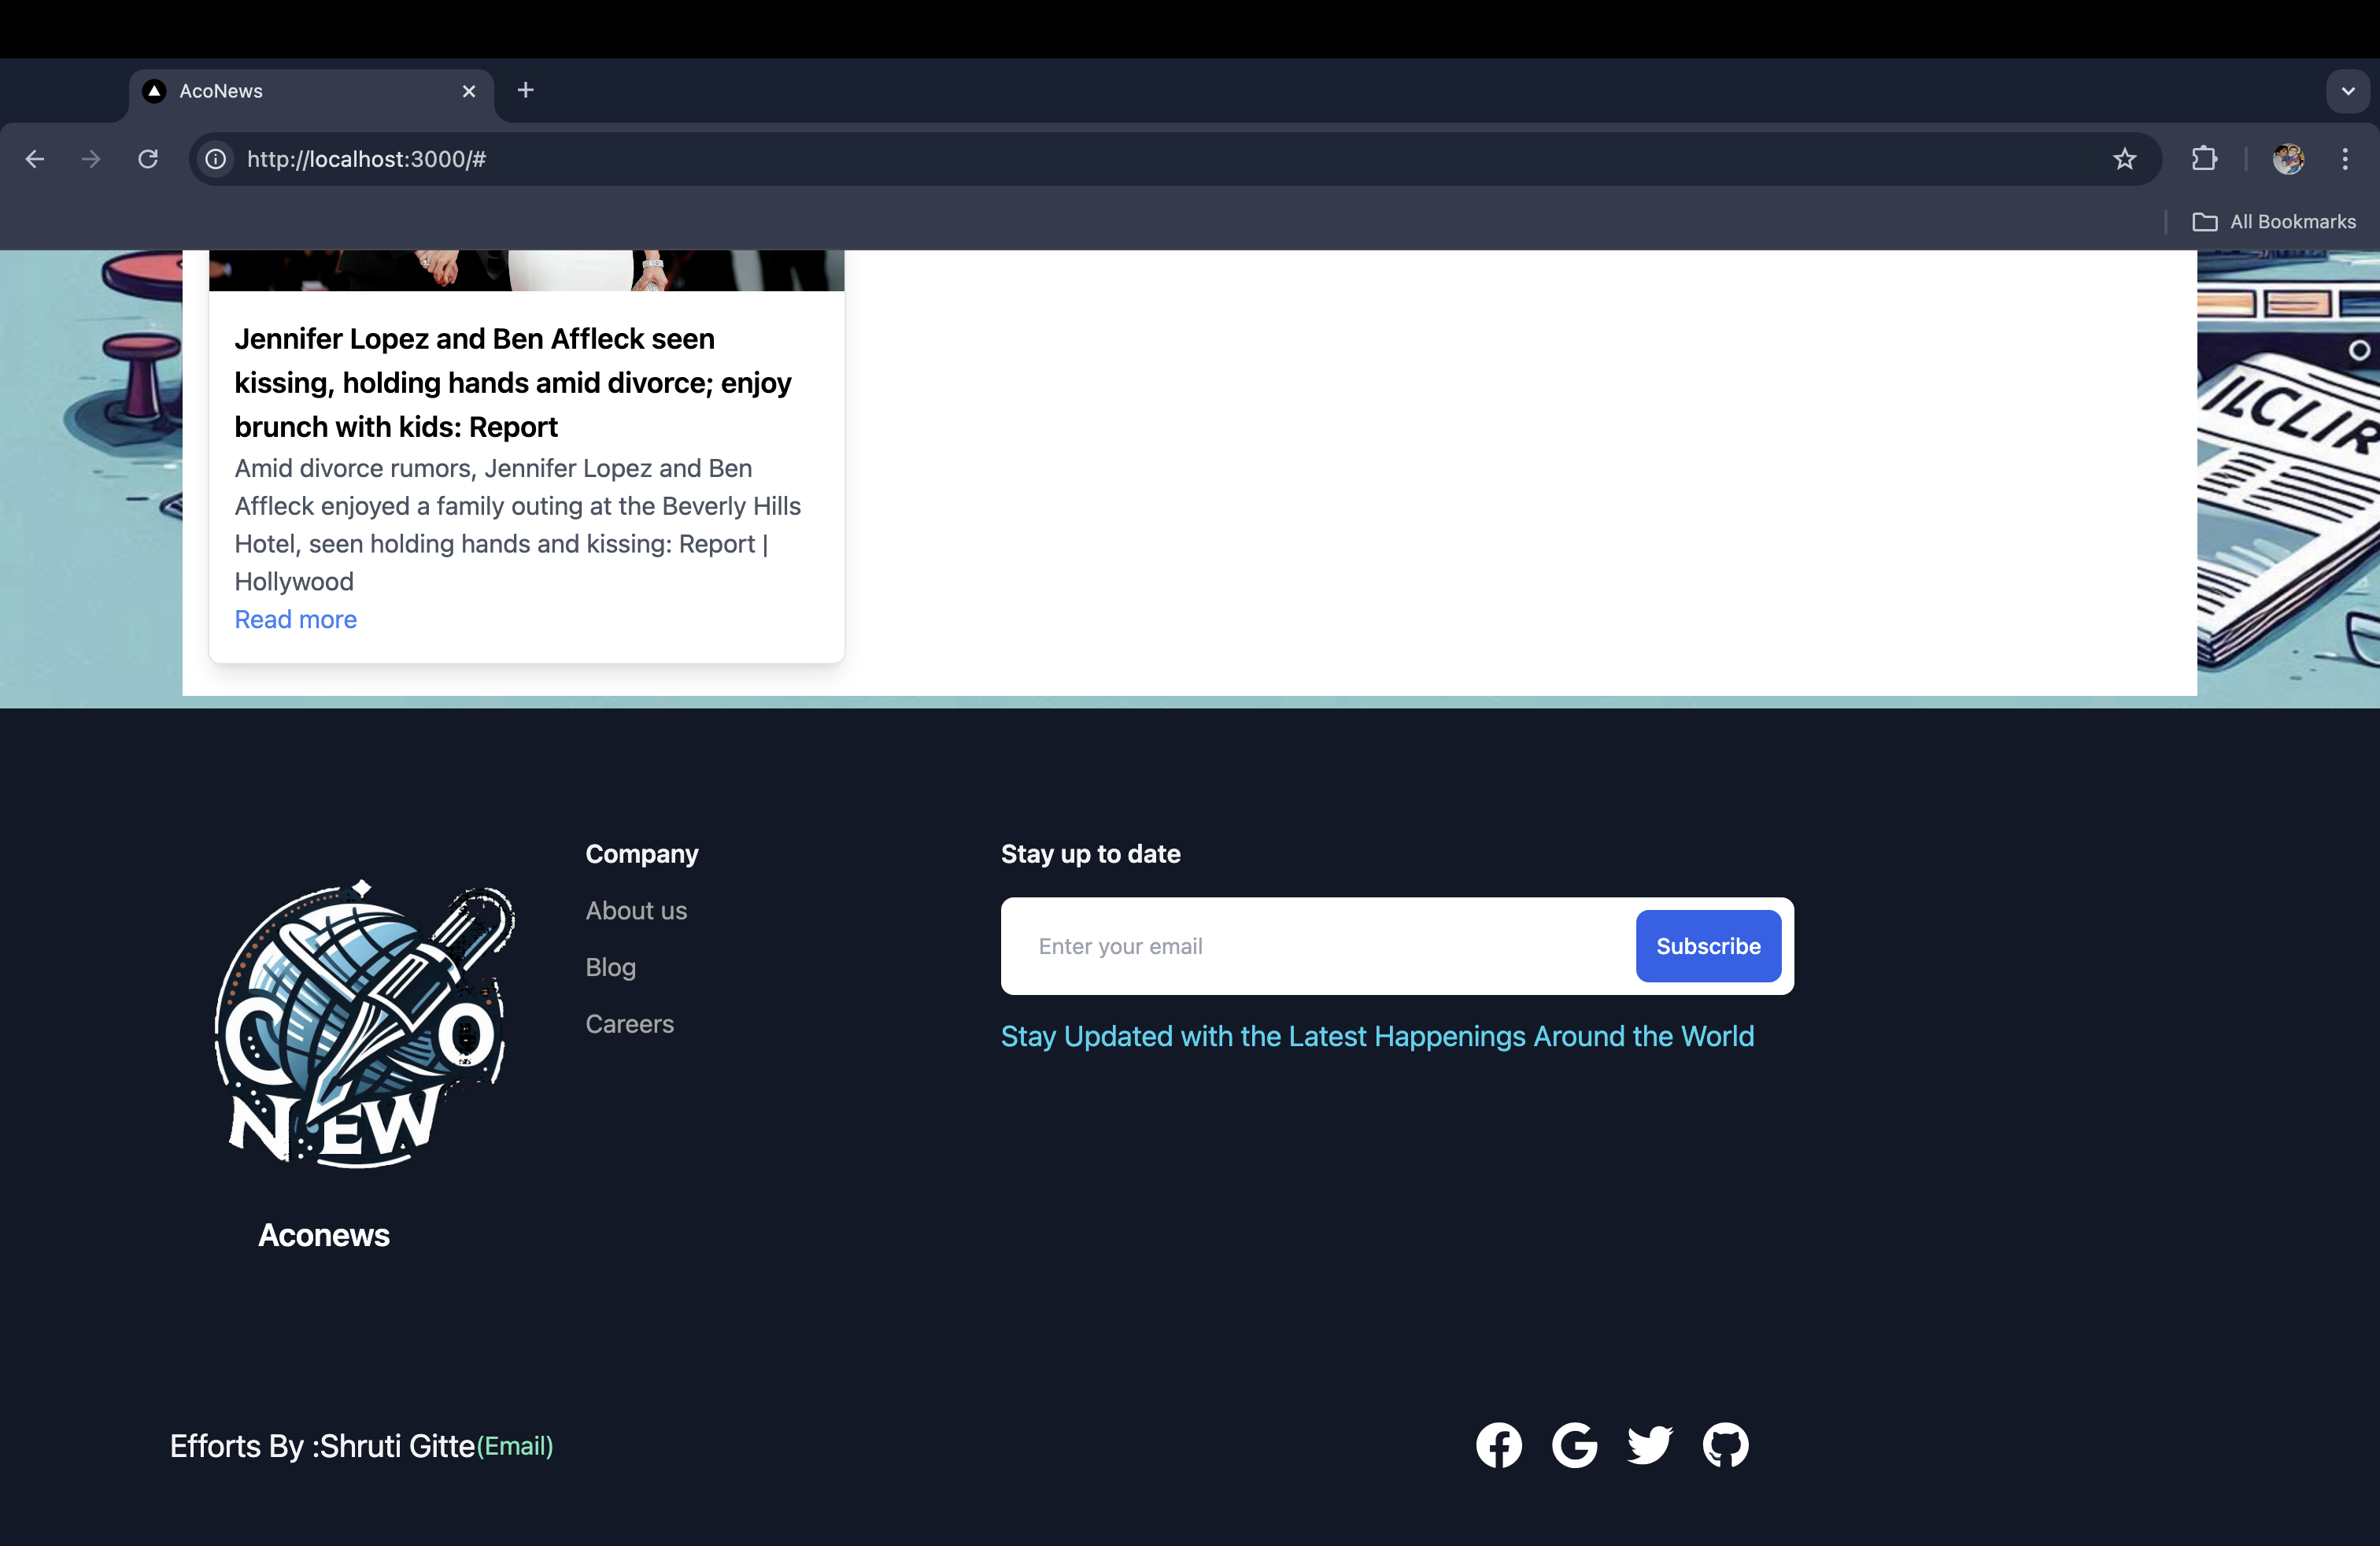 AcoNews
http://localhost:3000/#
All Bookmarks
Jennifer Lopez and Ben Affleck seen
kissing, holding hands amid divorce; enjoy
brunch with kids: Report
Amid divorce rumors, Jennifer Lopez and Ben
Affleck enjoyed a family outing at the Beverly Hills
Hotel, seen holding hands and kissing: Report |
Hollywood
Read more
ILCLIR
C O
NEW
Aconews
Company
About us
Blog
Careers
Stay up to date
Enter your email
Subscribe
Stay Updated with the Latest Happenings Around the World
Efforts By :Shruti Gitte(Email)